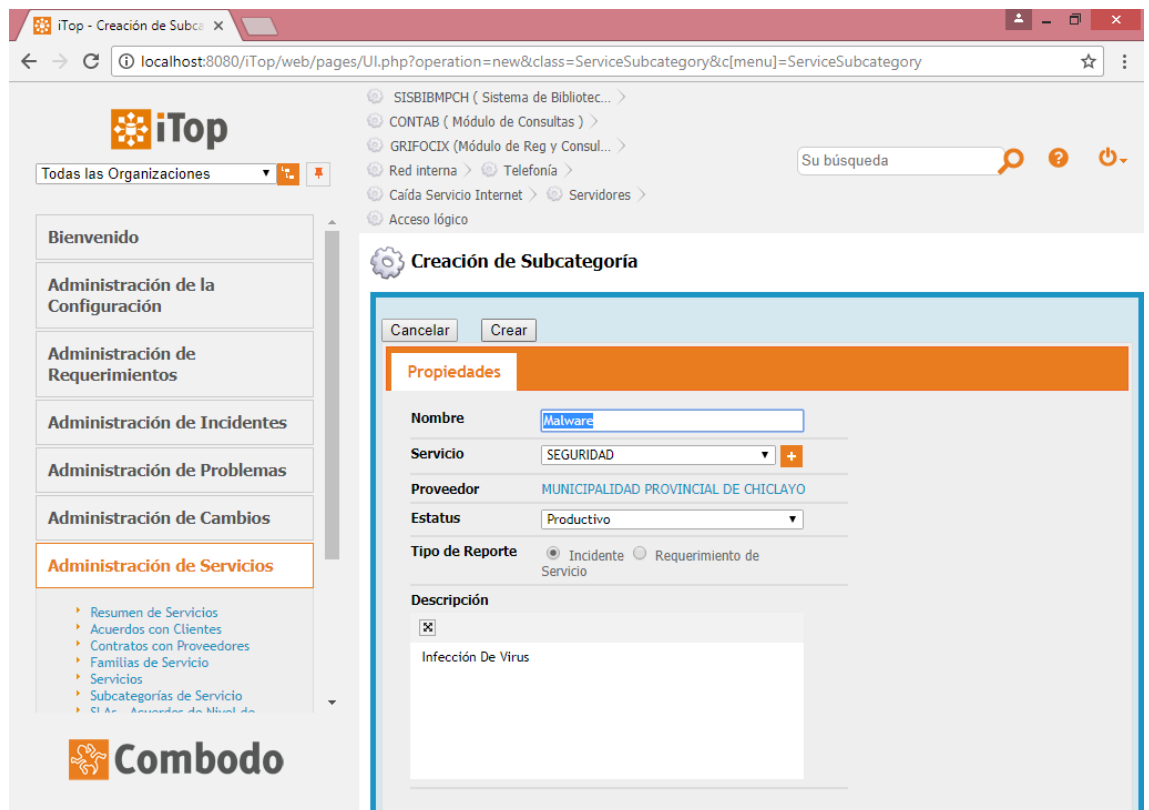 iTop - Creación de Subca
localhost:8080/iTop/web/pages/UI.php?operation=new&class=ServiceSubcategory&c[menu]=ServiceSubcategory
iTop
Todas las Organizaciones
SISBIBMPCH ( Sistema de Bibliotec...
CONTAB ( Módulo de Consultas )
GRIFOCIX (Módulo de Reg y Consul...
Red interna Telefonía
Caída Servicio Internet Servidores
Acceso lógico
Su búsqueda
Bienvenido
Administración de la
Configuración
Administración de
Requerimientos
Administración de Incidentes
Administración de Problemas
Administración de Cambios
Administración de Servicios
Resumen de Servicios
Acuerdos con Clientes
Contratos con Proveedores
Familias de Servicio
Servicios
Subcategorías de Servicio
SLAs - Acuerdos de Nivel de
Combodo
Creación de Subcategoría
Cancelar Crear
Propiedades
Nombre Malware
Servicio SEGURIDAD
Proveedor MUNICIPALIDAD PROVINCIAL DE CHICLAYO
Estatus Productivo
Tipo de Reporte Incidente Requerimiento de
Servicio
Descripción
Infección De Virus